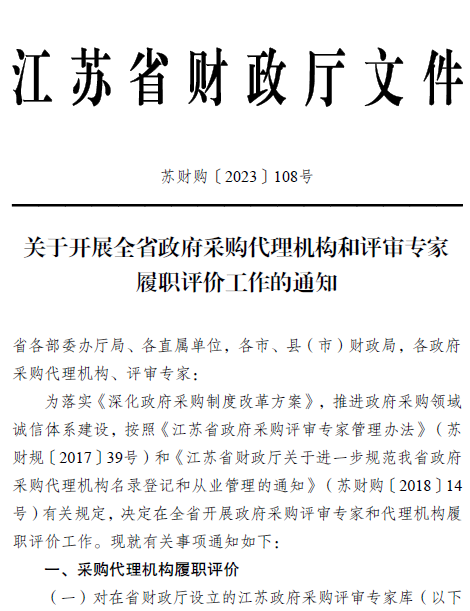 江苏省财政厅文件
苏财购〔2023〕108号
关于开展全省政府采购代理机构和评审专家
履职评价工作的通知
省各部委办厅局、各直属单位，各市、县（市）财政局，各政府
采购代理机构、评审专家：
为落实《深化政府采购制度改革方案》，推进政府采购领域
诚信体系建设，按照《江苏省政府采购评审专家管理办法》（苏
财规〔2017〕39号）和《江苏省财政厅关于进一步规范我省政府
采购代理机构名录登记和从业管理的通知》（苏财购〔2018〕14
号）有关规定，决定在全省开展政府采购评审专家和代理机构履
职评价工作。现就有关事项通知如下：
一、采购代理机构履职评价
（一）对在省财政厅设立的江苏政府采购评审专家库（以下